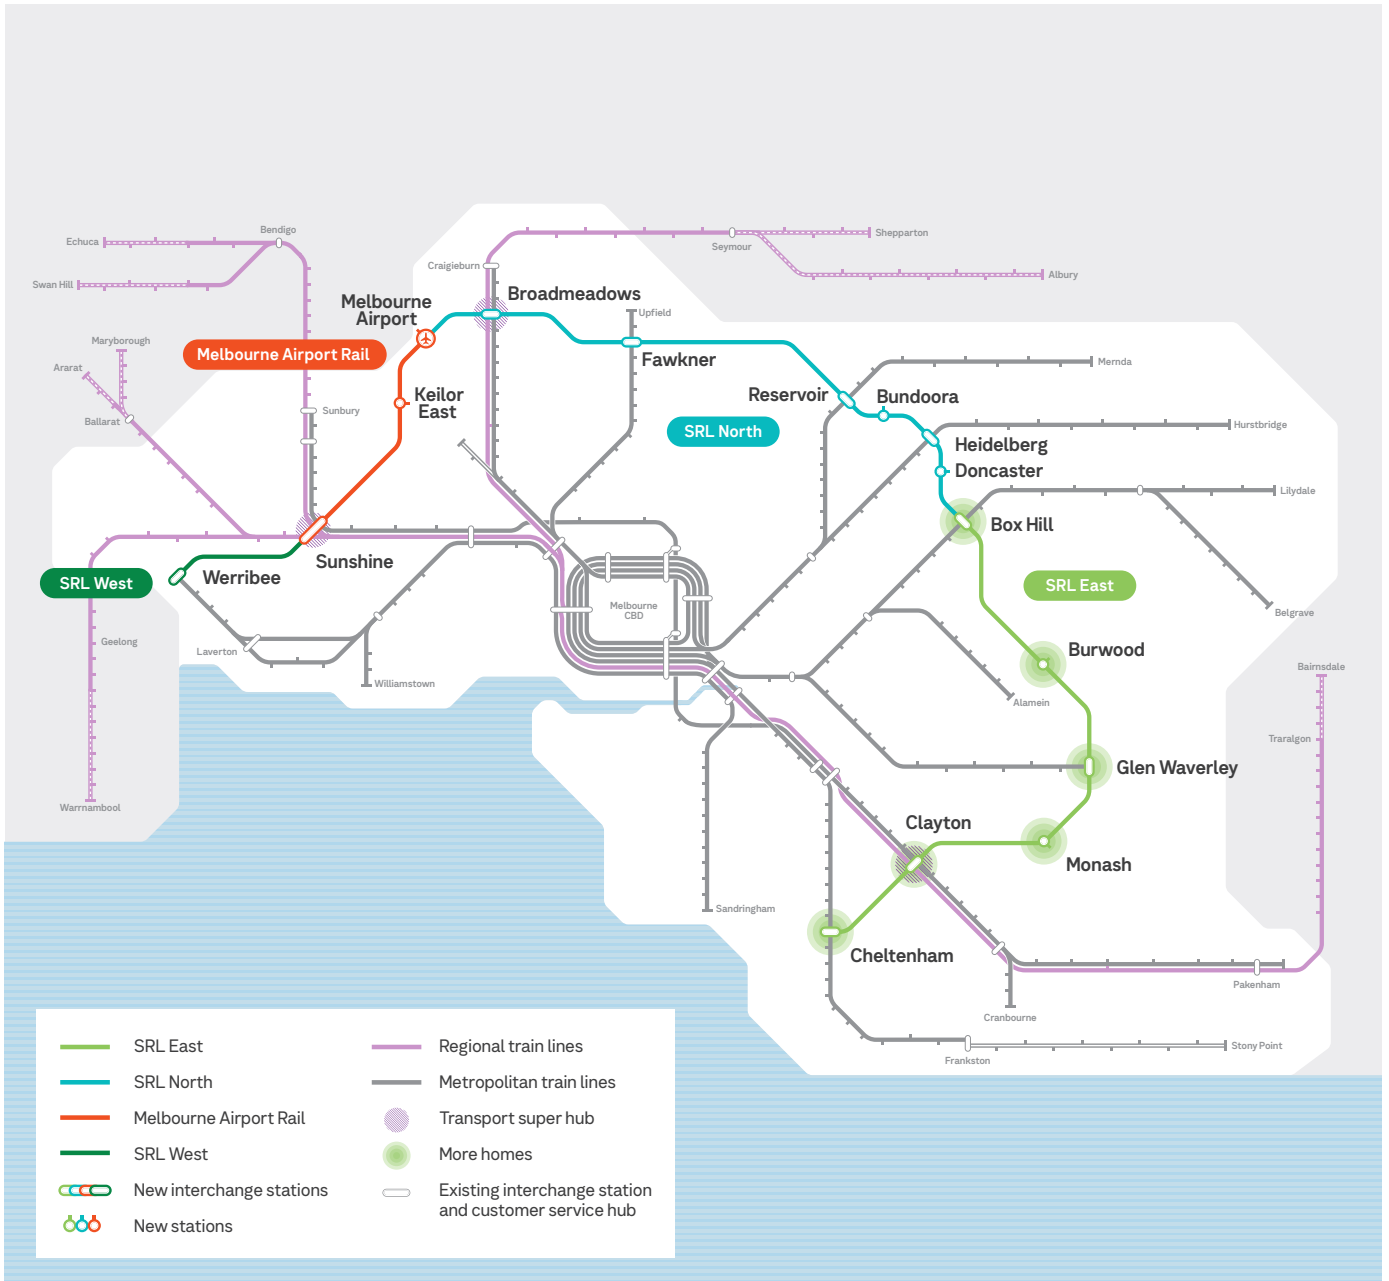 Echuca
Bendigo
Swan Hill
Craigieburn
Seymour
Shepparton
Albury
Melbourne
Airport
Broadmeadows
Upfield
Maryborough
Ararat
Ballarat
Melbourne Airport Rail
Fawkner
Mernda
Sunbury
Keilor
East
Reservoir
Bundoora
SRL North
Hurstbridge
Heidelberg
Doncaster
Lilydale
Box Hill
Sunshine
SRL West
Werribee
SRL East
Melbourne
CBD
Belgrave
Geelong
Laverton
Williamstown
Burwood
Bairnsdale
Alamein
Traralgon
Glen Waverley
Warrnambool
Clayton
Monash
Sandringham
Cheltenham
Pakenham
Cranbourne
Frankston
Stony Point
SRL East
SRL North
Melbourne Airport Rail
SRL West
New interchange stations
New stations
Regional train lines
Metropolitan train lines
Transport super hub
More homes
Existing interchange station
and customer service hub